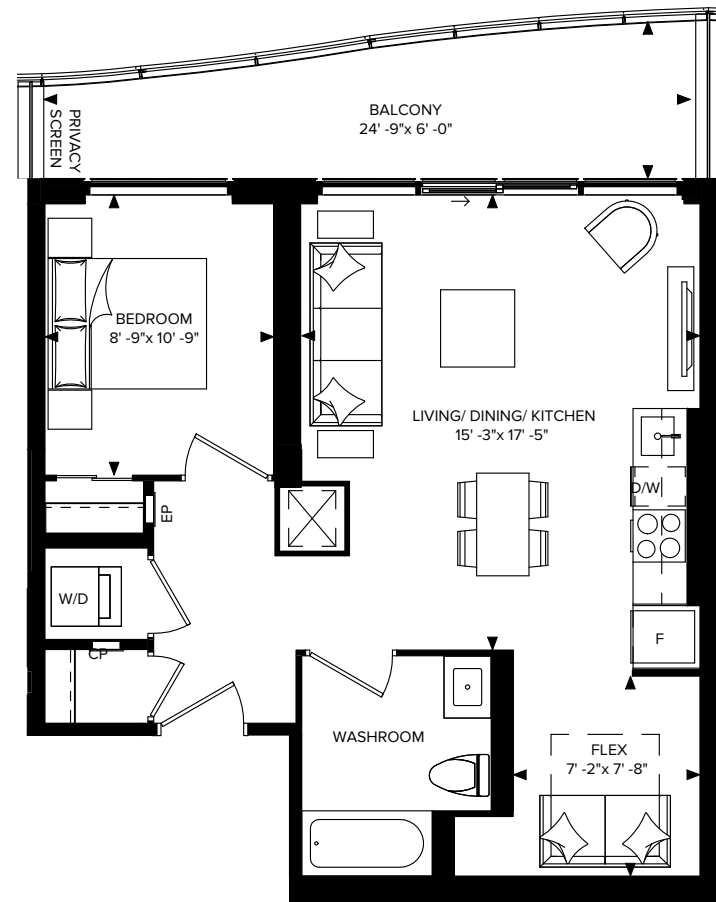 BALCONY
24' -9"x 6' -0"
PRIVACY
SCREEN
BEDROOM
8' -9"x 10' -9"
LIVING/ DINING/ KITCHEN
15' -3"x 17' -5"
D/W
EP
W/D
F
CP
WASHROOM
FLEX
7' -2"x 7' -8"